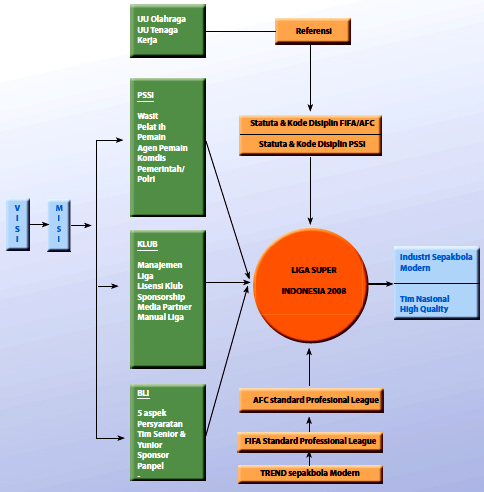 UU Olahraga
UU Tenaga
Kerja
Referensi
PSSI
Wasit
Pelat ih
Pemain
Agen Pemain
Komdis
Pemerintah/
Polri
Statuta & Kode Disiplin FIFA/AFC
Statuta & Kode Disiplin PSSI
V
I
S
I
M
I
S
I
KLUB
Manajemen
Liga
Lisensi Klub
Sponsorship
Media Partner
Manual Liga
LIGA SUPER
INDONESIA 2008
Industri Sepakbola
Modern
Tim Nasional
High Quality
BLI
5 aspek
Persyaratan
Tim Senior &
Yunior
Sponsor
Panpel
-
AFC standard Profesional League
FIFA Standard Professional League
TREND sepakbola Modern